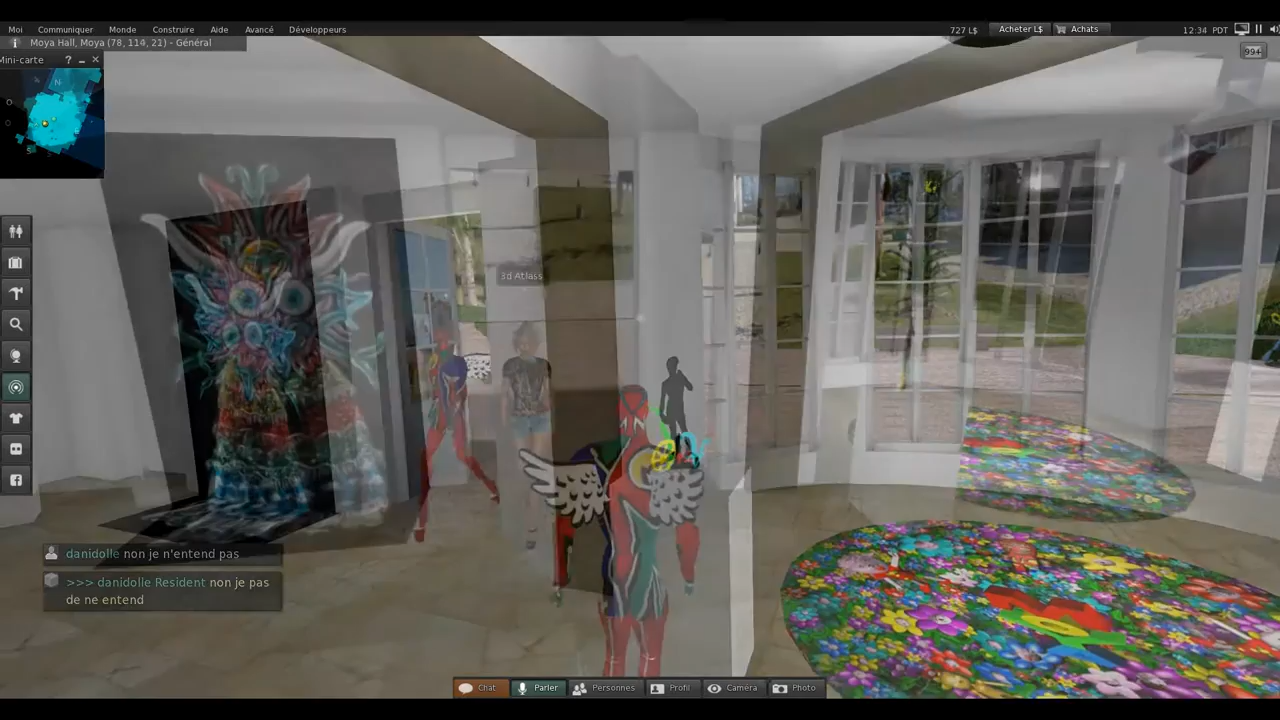 Moi Communiquer Monde Construire Aide Avancé Développeurs 727 L$ Acheter L$ Achats 12:34 PDT
Moya Hall, Moya (78, 114, 21) - Général
Mini-carte ?
994
N
3d Atlass
danidolle non je n'entend pas
>>> danidolle Resident non je pas
de ne entend
Chat Parler Personnes Profil Caméra Photo